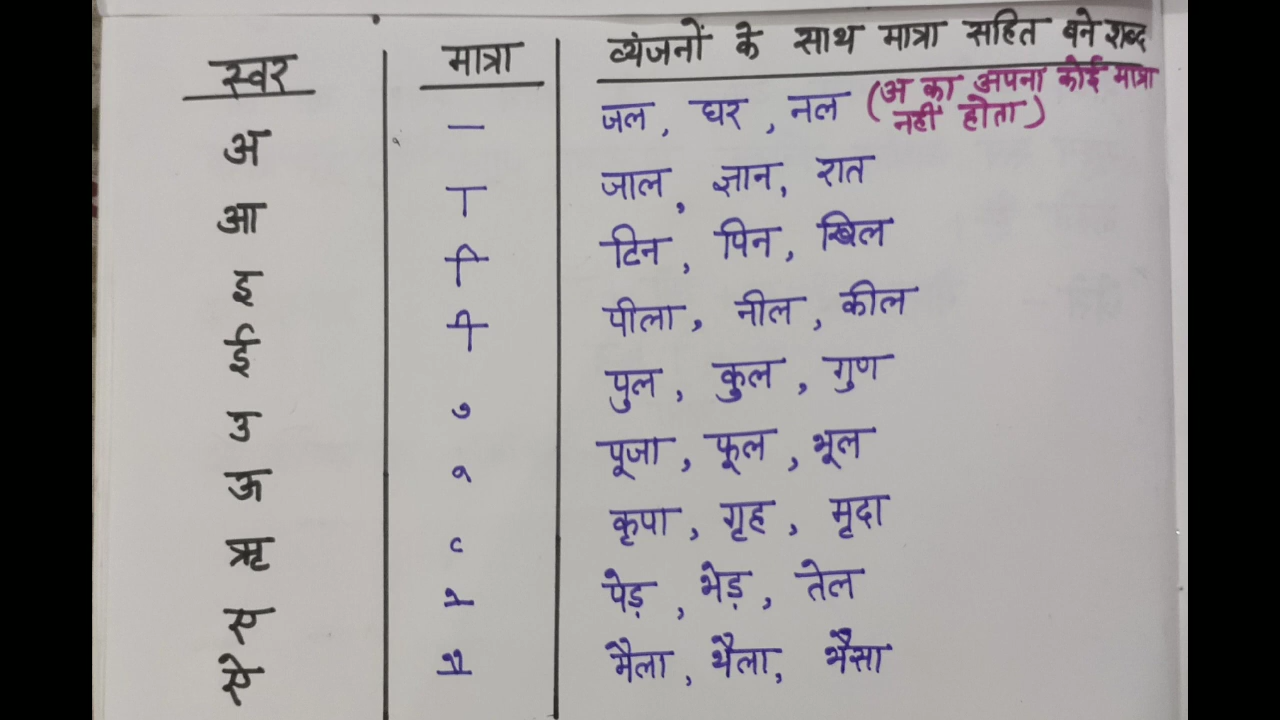 स्वर मात्रा व्यंजनों के साथ मात्रा सहित बने शब्द
अ — जल, घर, नल (अ का अपना कोई मात्रा
नहीं होता)
आ ा जाल, ज्ञान, रात
इ ि टिन, पिन, खिल
ई ी पीला, नील, कील
उ ु पुल, कुल, गुण
ऊ ू पूजा, फूल, भूल
ऋ ृ कृपा, गृह, मृदा
ए े पेड़, भेड़, तेल
ऐ ै मैला, थैला, भैंसा